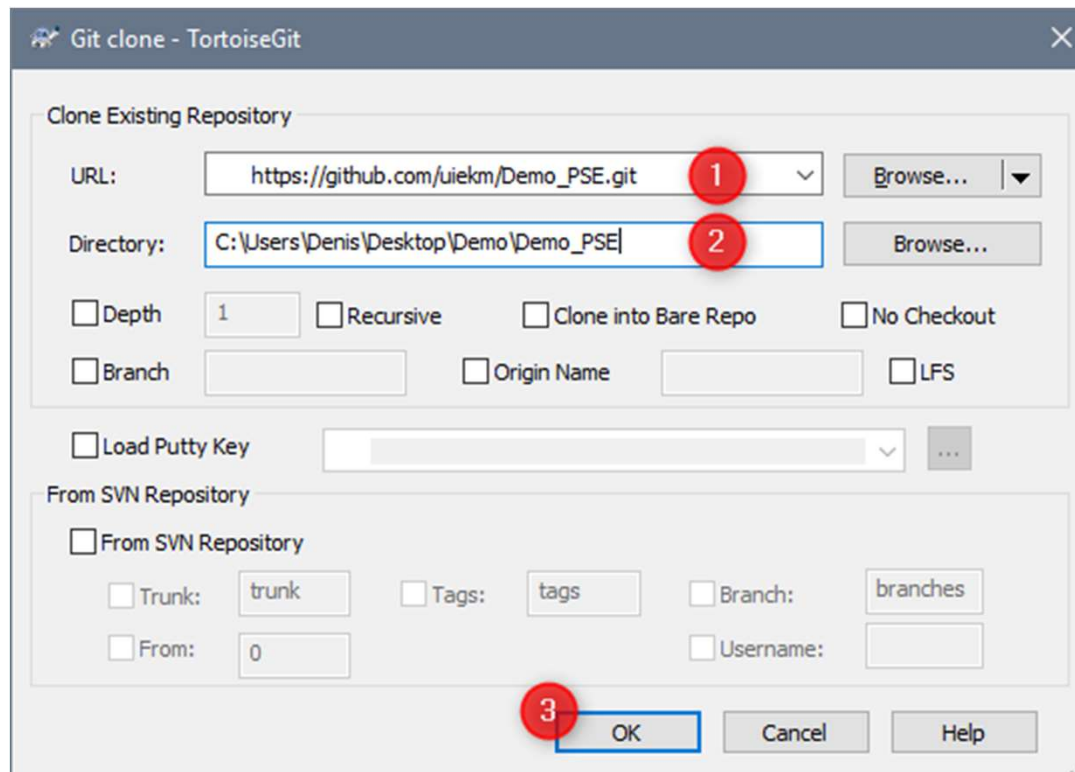 Git clone - TortoiseGit
Clone Existing Repository
URL: https://github.com/uiekm/Demo_PSE.git 1 Browse...
Directory: C:\Users\Denis\Desktop\Demo\Demo_PSE 2 Browse...
Depth 1 Recursive Clone into Bare Repo No Checkout
Branch Origin Name LFS
Load Putty Key ...
From SVN Repository
From SVN Repository
Trunk: trunk Tags: tags Branch: branches
From: 0 Username:
3 OK Cancel Help